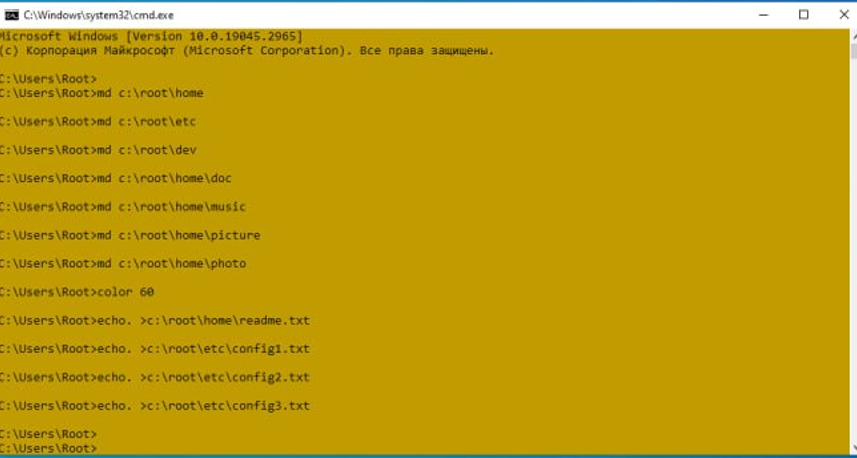 C:\Windows\system32\cmd.exe
Microsoft Windows [Version 10.0.19045.2965]
(c) Корпорация Майкрософт (Microsoft Corporation). Все права защищены.
C:\Users\Root>
C:\Users\Root>md c:\root\home
C:\Users\Root>md c:\root\etc
C:\Users\Root>md c:\root\dev
C:\Users\Root>md c:\root\home\doc
C:\Users\Root>md c:\root\home\music
C:\Users\Root>md c:\root\home\picture
C:\Users\Root>md c:\root\home\photo
C:\Users\Root>color 60
C:\Users\Root>echo. >c:\root\home\readme.txt
C:\Users\Root>echo. >c:\root\etc\config1.txt
C:\Users\Root>echo. >c:\root\etc\config2.txt
C:\Users\Root>echo. >c:\root\etc\config3.txt
C:\Users\Root>
C:\Users\Root>